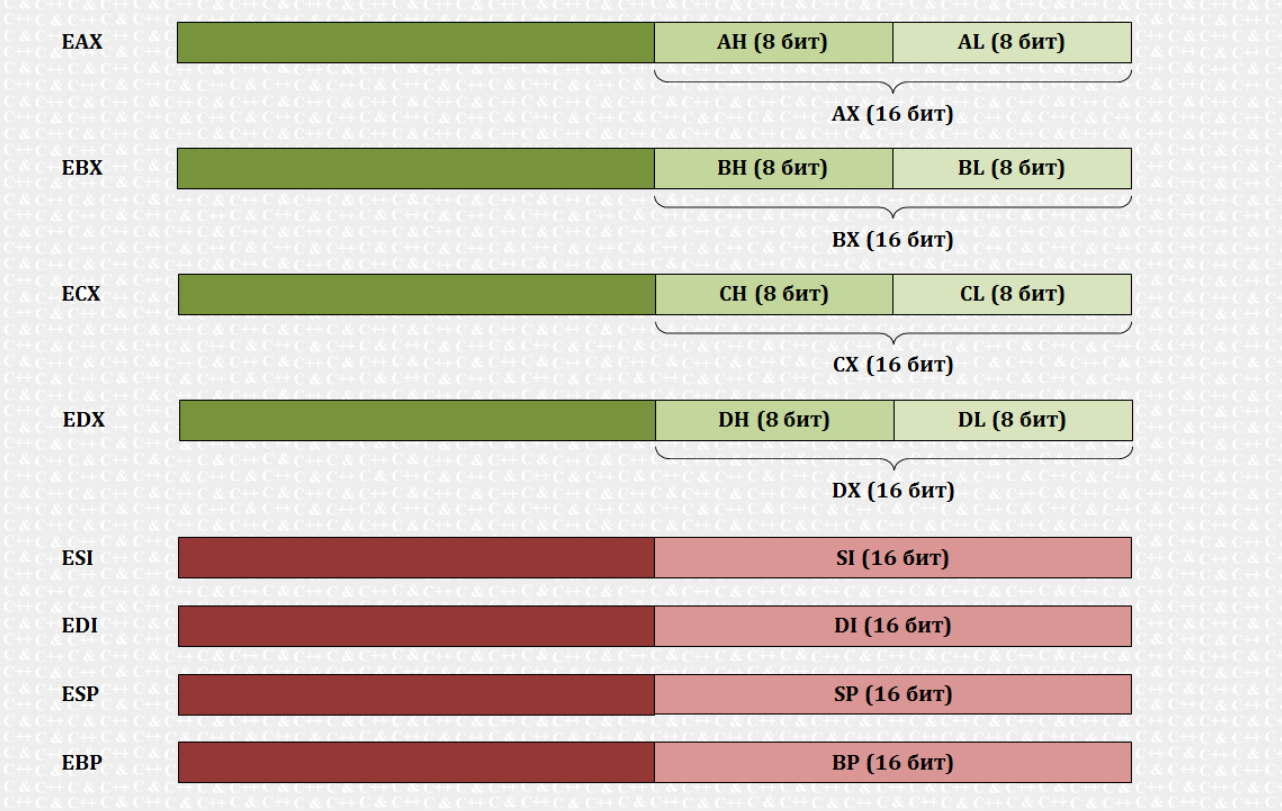 EAX AH (8 бит) AL (8 бит)
AX (16 бит)
EBX BH (8 бит) BL (8 бит)
BX (16 бит)
ECX CH (8 бит) CL (8 бит)
CX (16 бит)
EDX DH (8 бит) DL (8 бит)
DX (16 бит)
ESI SI (16 бит)
EDI DI (16 бит)
ESP SP (16 бит)
EBP BP (16 бит)